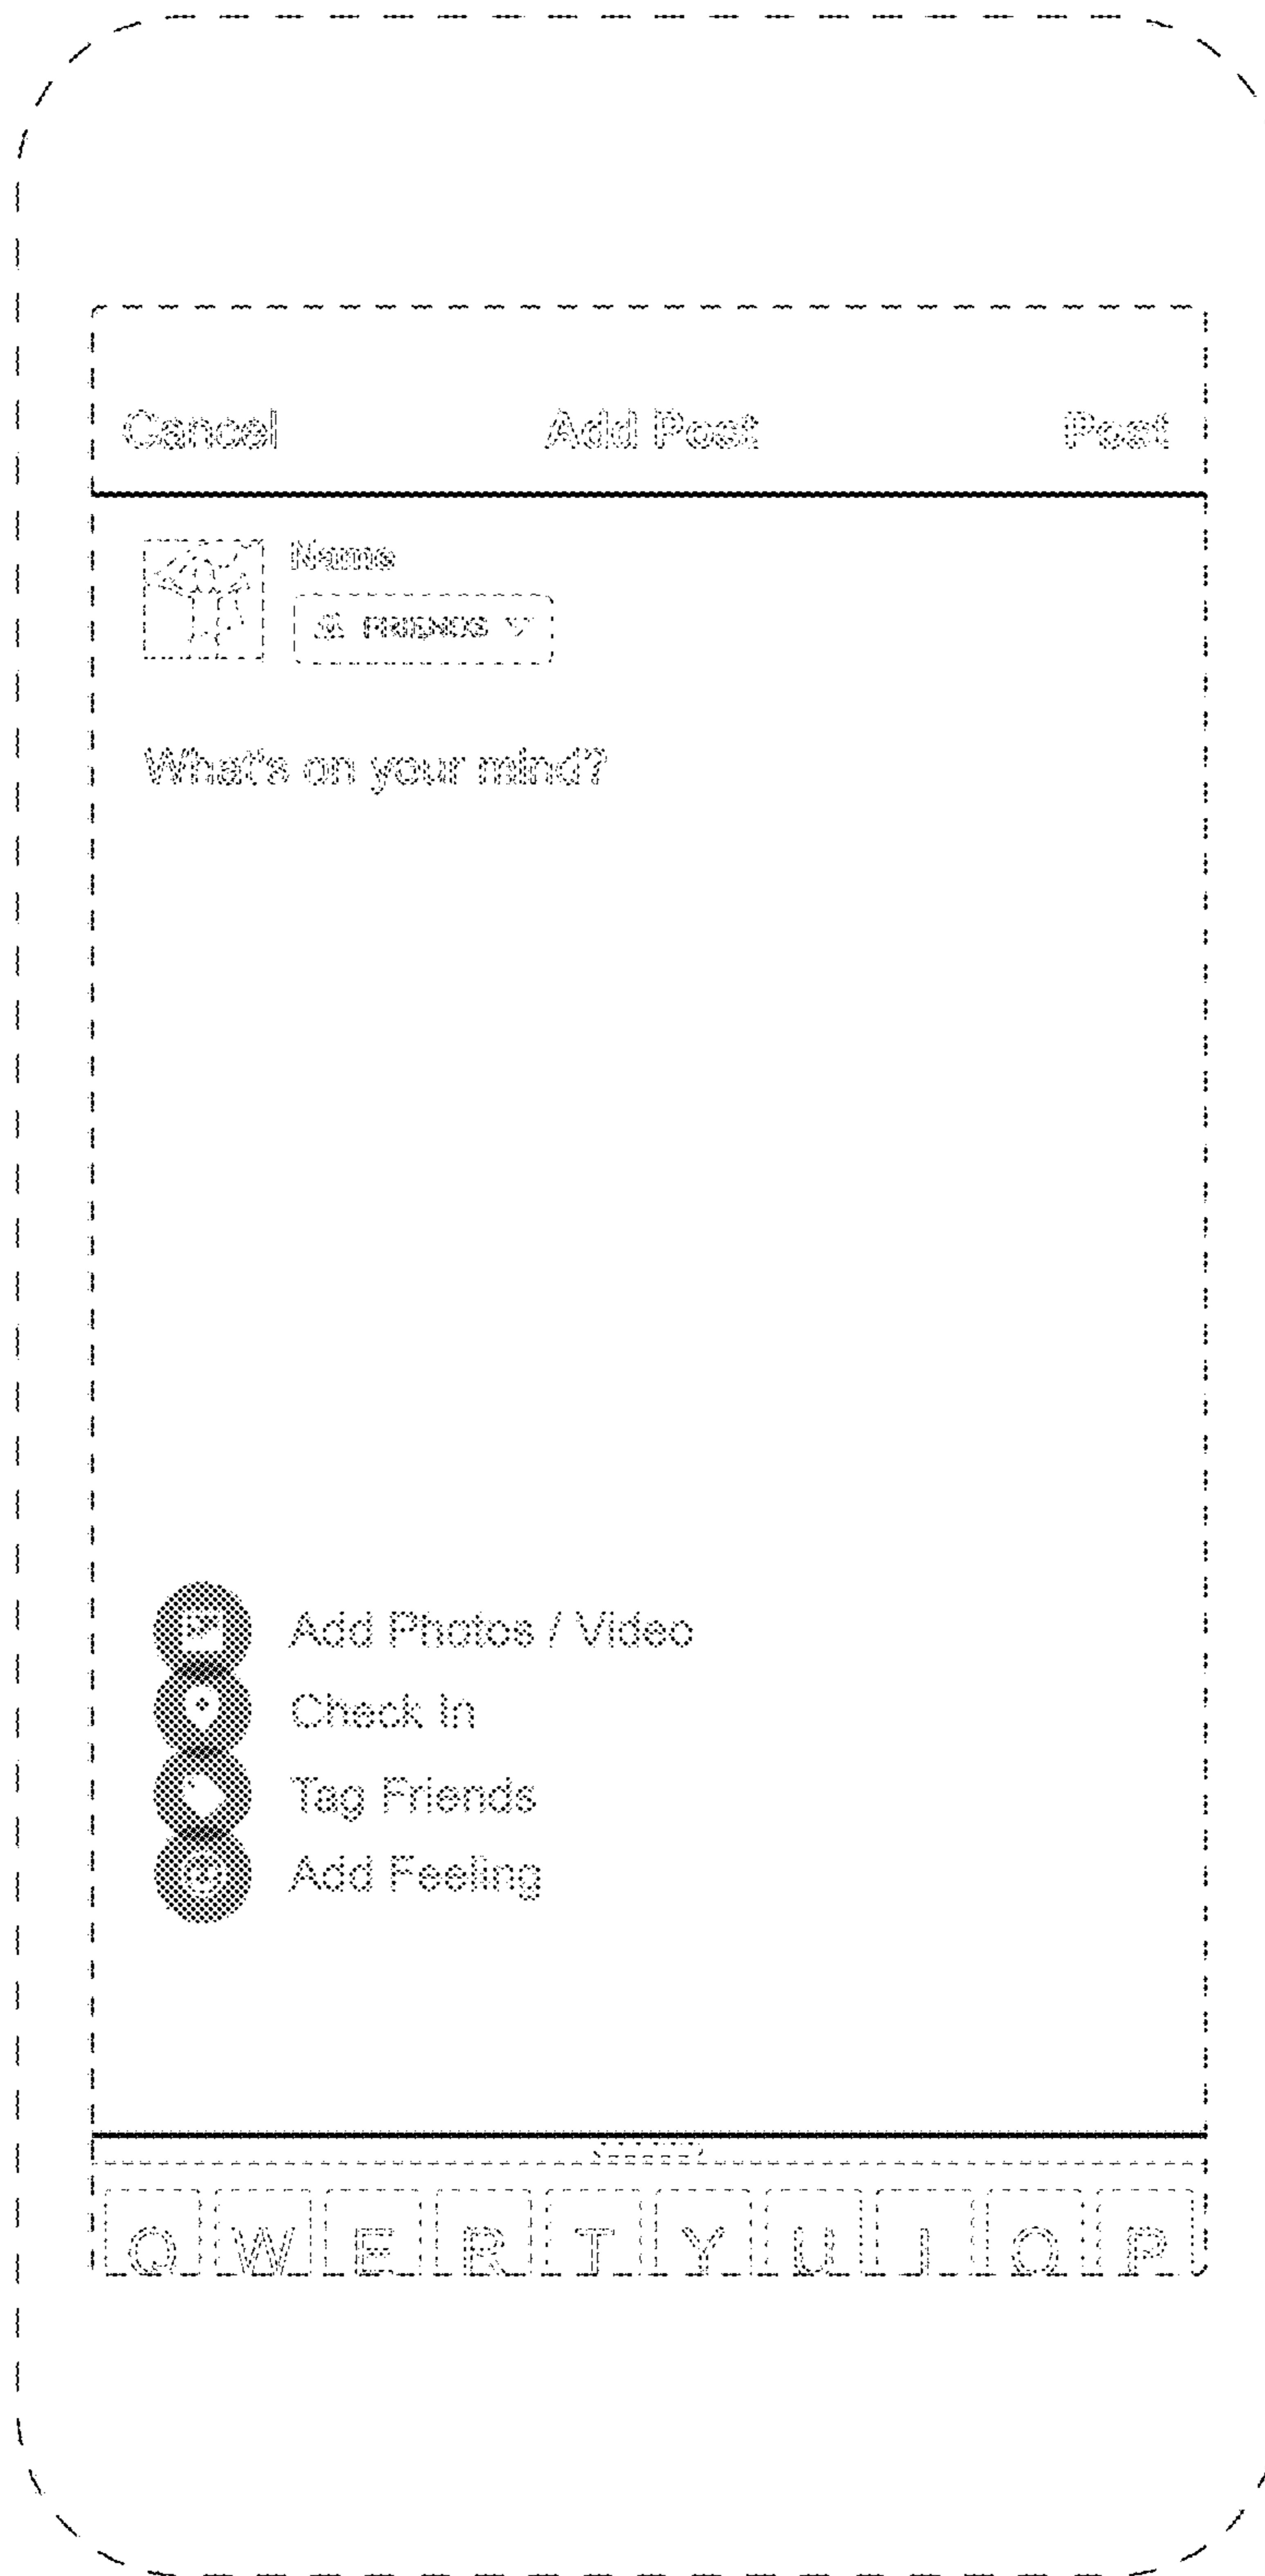 Cancel Add Post Post
Name
FRIENDS
What's on your mind?
Add Photos / Video
Check In
Tag Friends
Add Feeling
Q W E R T Y U I O P